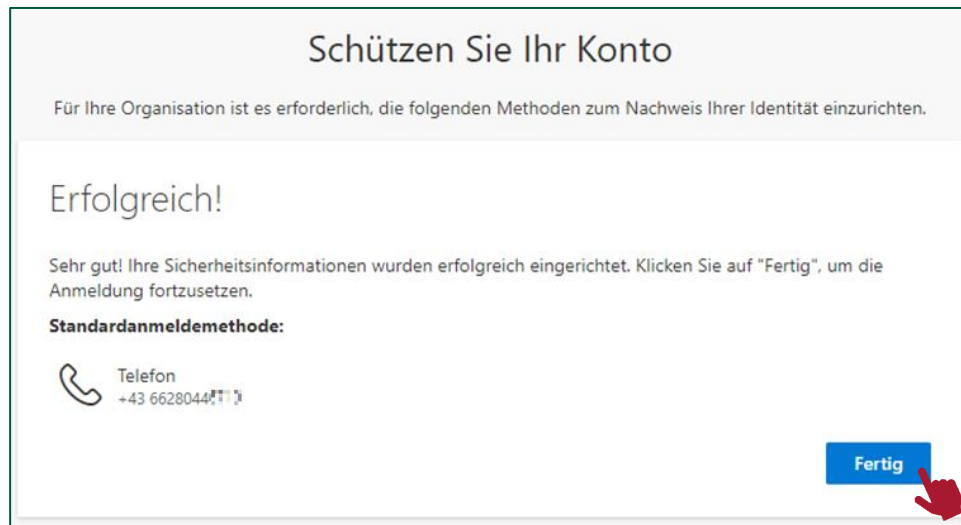 Schützen Sie Ihr Konto
Für Ihre Organisation ist es erforderlich, die folgenden Methoden zum Nachweis Ihrer Identität einzurichten.
Erfolgreich!
Sehr gut! Ihre Sicherheitsinformationen wurden erfolgreich eingerichtet. Klicken Sie auf "Fertig", um die
Anmeldung fortzusetzen.
Standardanmeldemethode:
Telefon
+43 6628044
Fertig